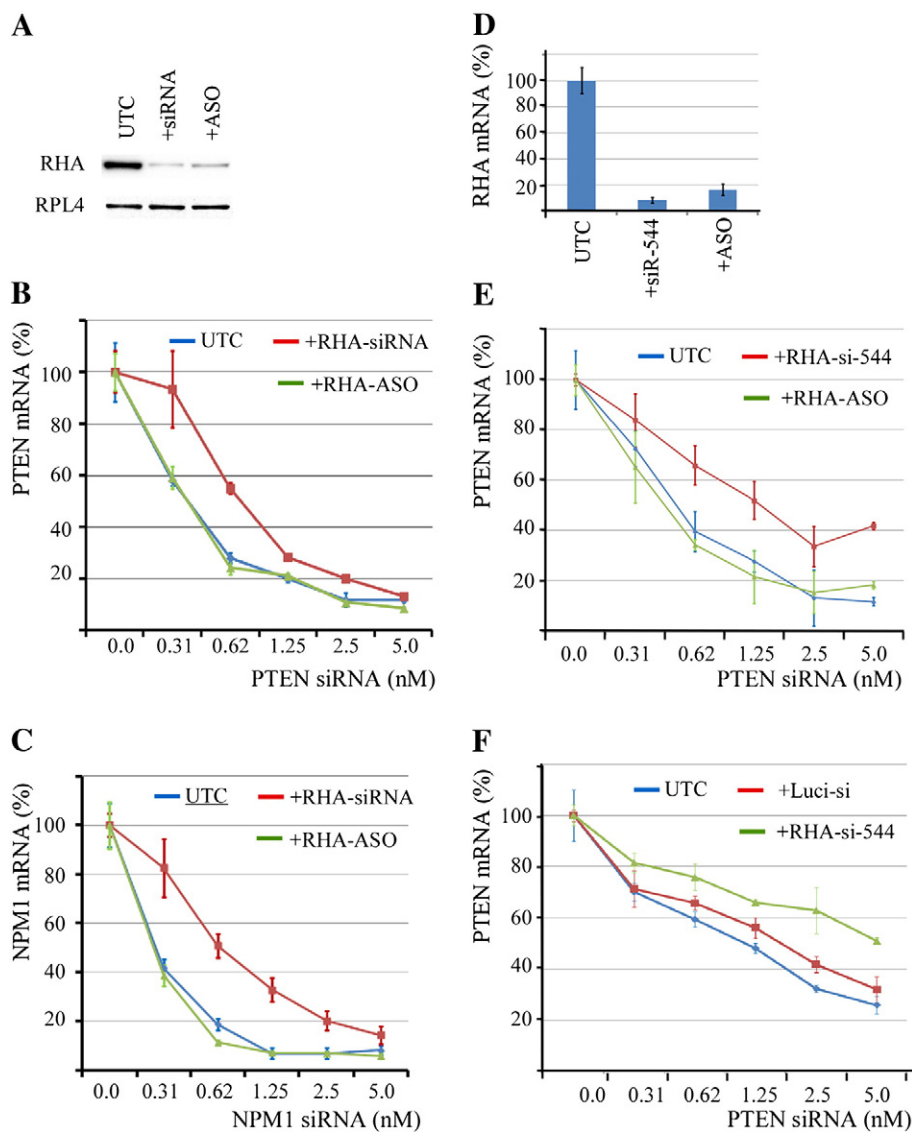 A
UTC
+siRNA
+ASO
RHA
RPL4
B
PTEN mRNA (%)
UTC
+RHA-siRNA
+RHA-ASO
100
80
60
40
20
0.0 0.31 0.62 1.25 2.5 5.0
PTEN siRNA (nM)
C
NPM1 mRNA (%)
UTC
+RHA-siRNA
+RHA-ASO
100
80
60
40
20
0.0 0.31 0.62 1.25 2.5 5.0
NPM1 siRNA (nM)
D
RHA mRNA (%)
100
80
60
40
20
UTC
+siR-544
+ASO
E
PTEN mRNA (%)
UTC
+RHA-si-544
+RHA-ASO
100
80
60
40
20
0.0 0.31 0.62 1.25 2.5 5.0
PTEN siRNA (nM)
F
PTEN mRNA (%)
UTC
+Luci-si
+RHA-si-544
100
80
60
40
20
0.0 0.31 0.62 1.25 2.5 5.0
PTEN siRNA (nM)